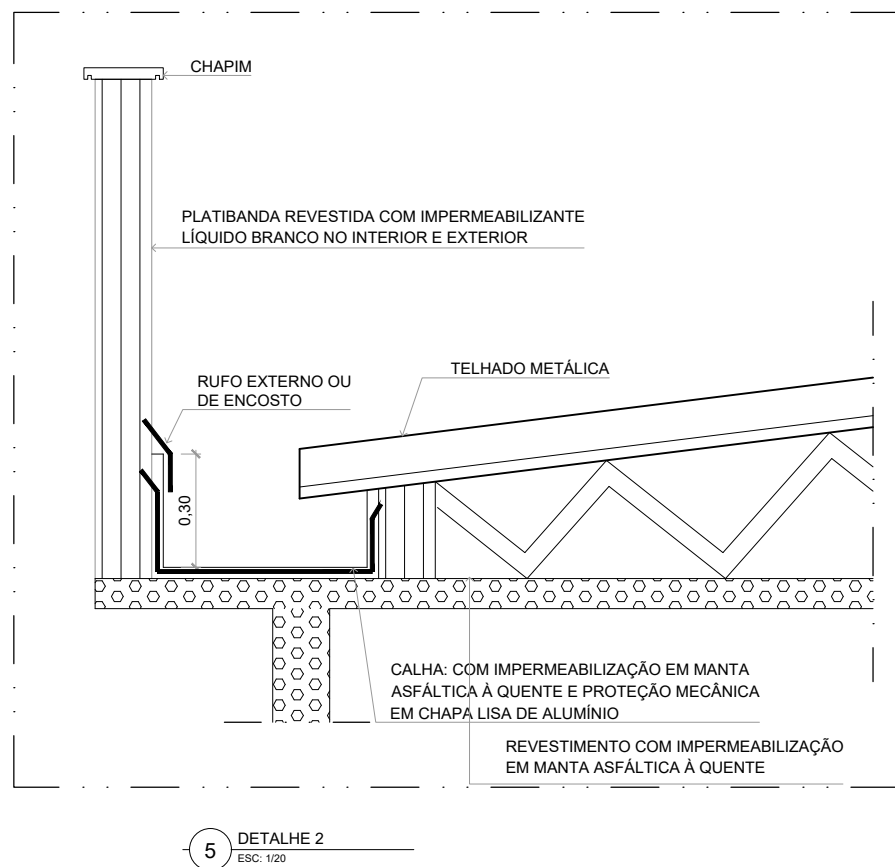 CHAPIM
PLATIBANDA REVESTIDA COM IMPERMEABILIZANTE
LÍQUIDO BRANCO NO INTERIOR E EXTERIOR
TELHADO METÁLICA
RUFO EXTERNO OU
DE ENCOSTO
0,30
CALHA: COM IMPERMEABILIZAÇÃO EM MANTA
ASFÁLTICA À QUENTE E PROTEÇÃO MECÂNICA
EM CHAPA LISA DE ALUMÍNIO
REVESTIMENTO COM IMPERMEABILIZAÇÃO
EM MANTA ASFÁLTICA À QUENTE
5
DETALHE 2
ESC: 1/20